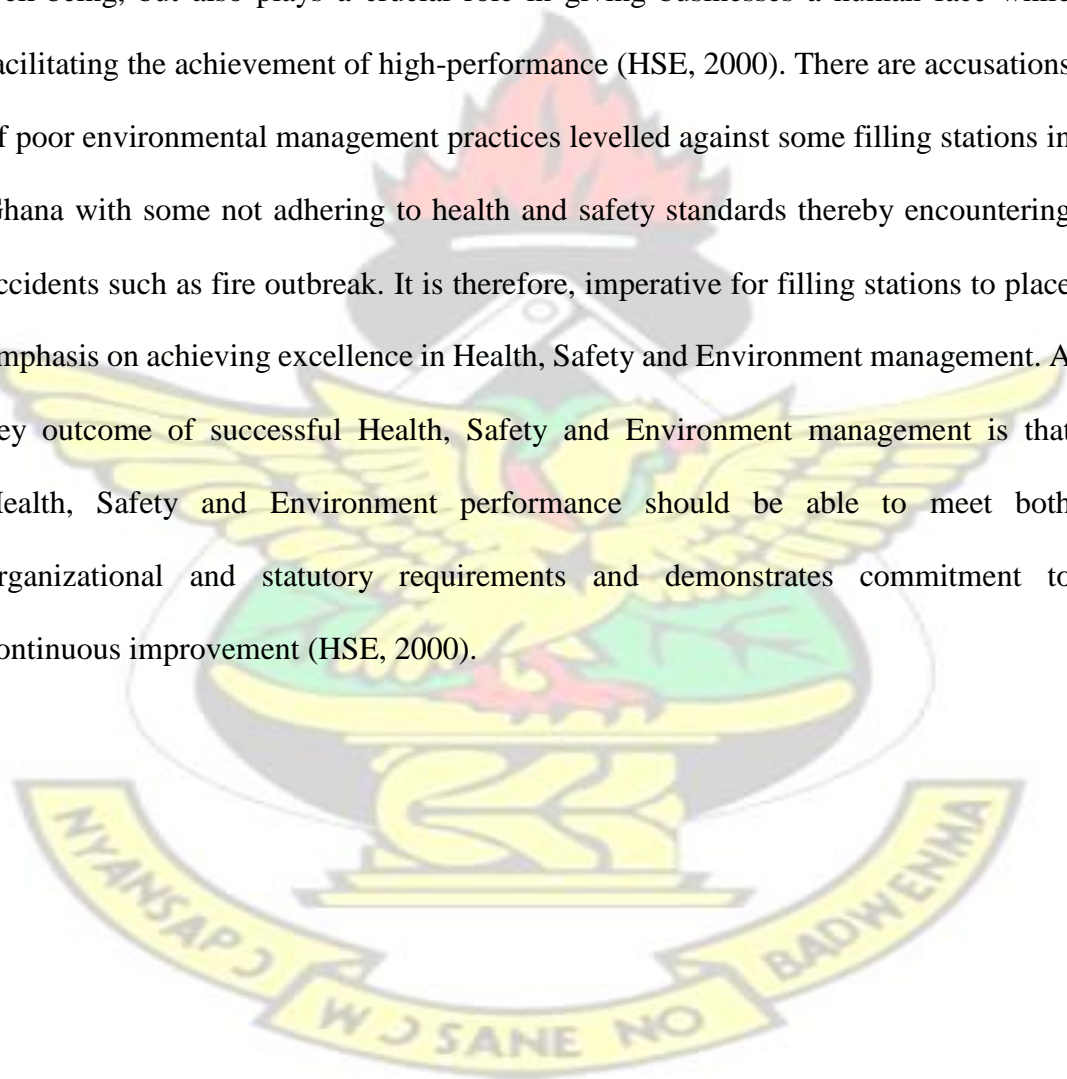 being, but also plays a crucial role in giving businesses a human face while
acilitating the achievement of high-performance (HSE, 2000). There are accusations
f poor environmental management practices levelled against some filling stations in
hana with some not adhering to health and safety standards thereby encountering
ccidents such as fire outbreak. It is therefore, imperative for filling stations to place
mphasis on achieving excellence in Health, Safety and Environment management. A
ey outcome of successful Health, Safety and Environment management is that
ealth, Safety and Environment performance should be able to meet both
rganizational and statutory requirements and demonstrates commitment to
ontinuous improvement (HSE, 2000).
NYANSAPƆ WƆSANE NO BADWENMA